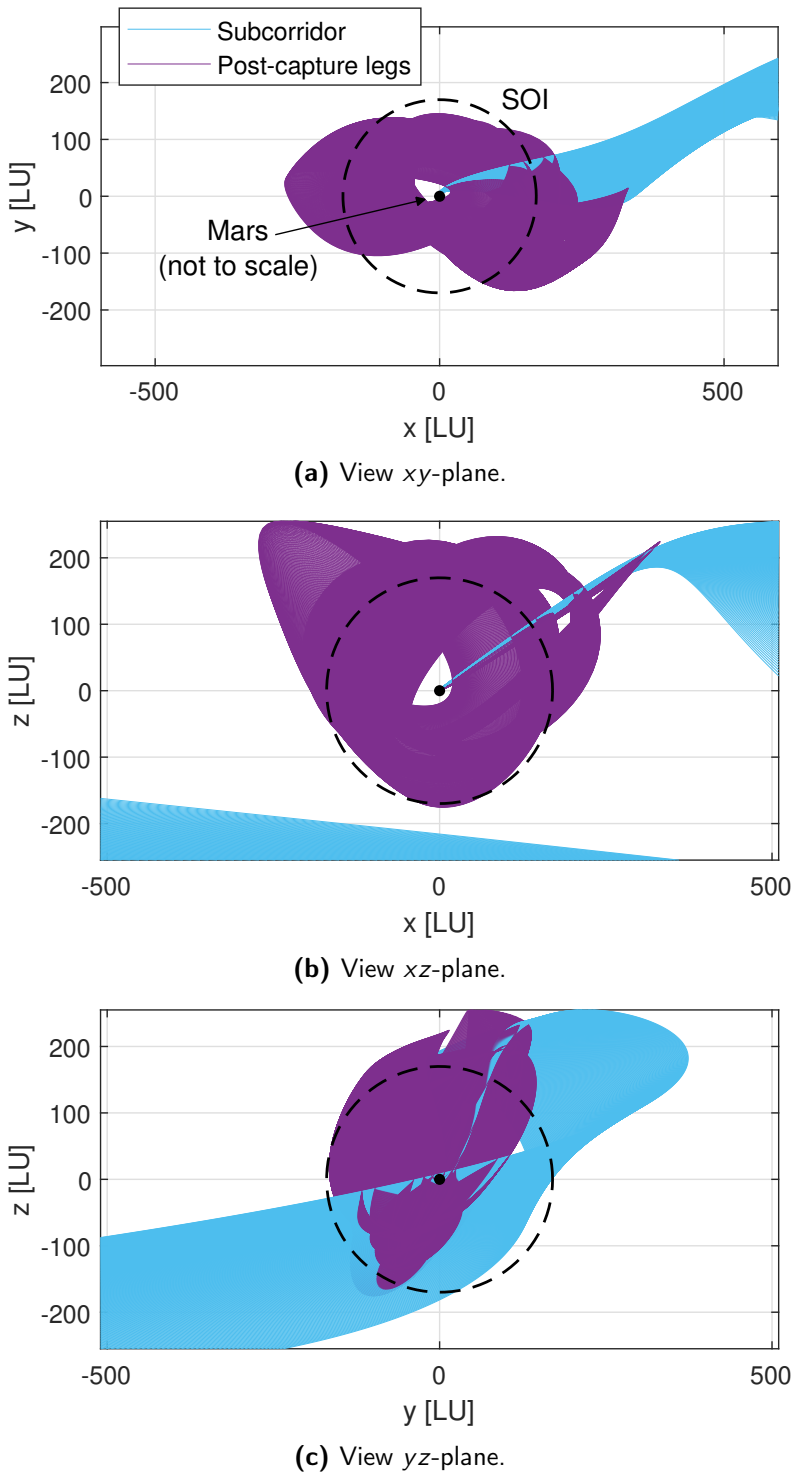 Subcorridor
Post-capture legs
SOI
200
100
0
-100
-200
y [LU]
Mars
(not to scale)
-500
0
500
x [LU]
(a) View xy-plane.
200
100
0
-100
-200
z [LU]
-500
0
500
x [LU]
(b) View xz-plane.
200
100
0
-100
-200
z [LU]
-500
0
500
y [LU]
(c) View yz-plane.